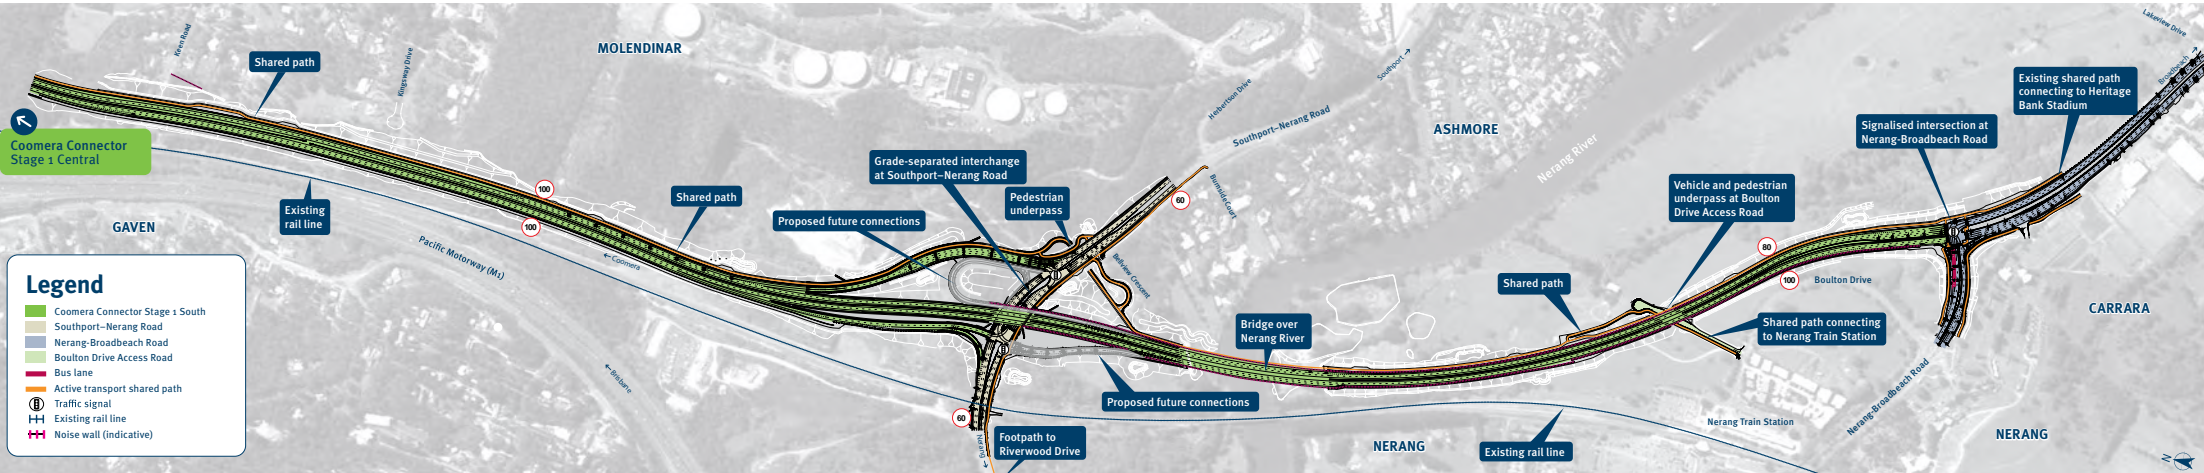 Keen Road
Shared path
Kingsway Drive
MOLENDINAR
Coomera Connector
Stage 1 Central
GAVEN
Existing
rail line
100
100
Pacific Motorway (M1)
← Coomera
← Brisbane
Shared path
Proposed future connections
Grade-separated interchange
at Southport–Nerang Road
Pedestrian
underpass
Herbertson Drive
Southport →
Southport–Nerang Road
Burnside Court
60
Bellview Crescent
ASHMORE
Nerang River
Bridge over
Nerang River
Proposed future connections
60
Nerang ←
Footpath to
Riverwood Drive
NERANG
Existing rail line
Shared path
Vehicle and pedestrian
underpass at Boulton
Drive Access Road
80
100
Boulton Drive
Signalised intersection at
Nerang-Broadbeach Road
Existing shared path
connecting to Heritage
Bank Stadium
Lakeview Drive
Broadbeach →
CARRARA
Shared path connecting
to Nerang Train Station
Nerang-Broadbeach Road
Nerang Train Station
NERANG
N
Legend
Coomera Connector Stage 1 South
Southport–Nerang Road
Nerang-Broadbeach Road
Boulton Drive Access Road
Bus lane
Active transport shared path
Traffic signal
Existing rail line
Noise wall (indicative)